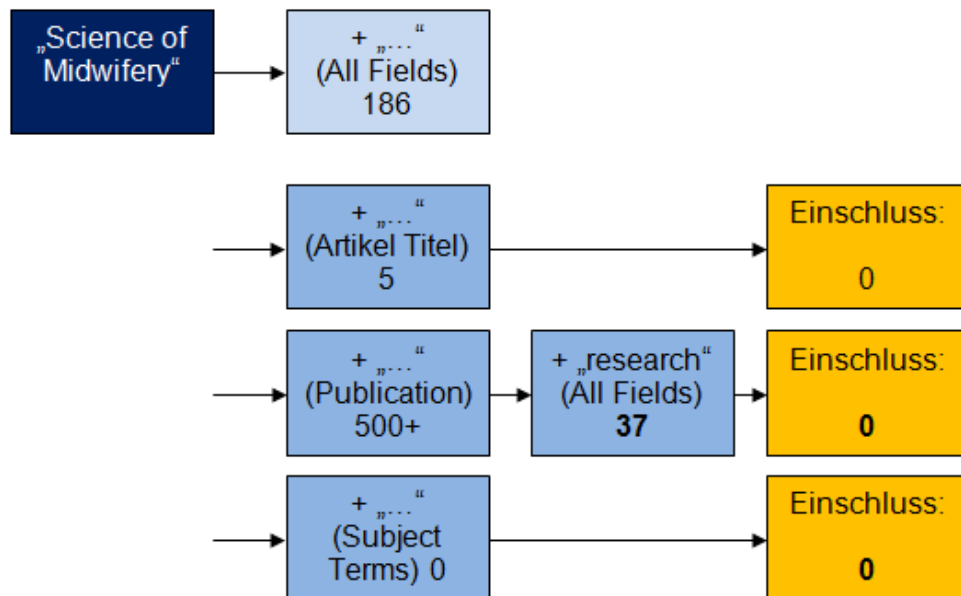 „Science of
Midwifery“
+ „…“
(All Fields)
186
+ „…“
(Artikel Titel)
5
Einschluss:
0
+ „…“
(Publication)
500+
+ „research“
(All Fields)
37
Einschluss:
0
+ „…“
(Subject
Terms) 0
Einschluss:
0